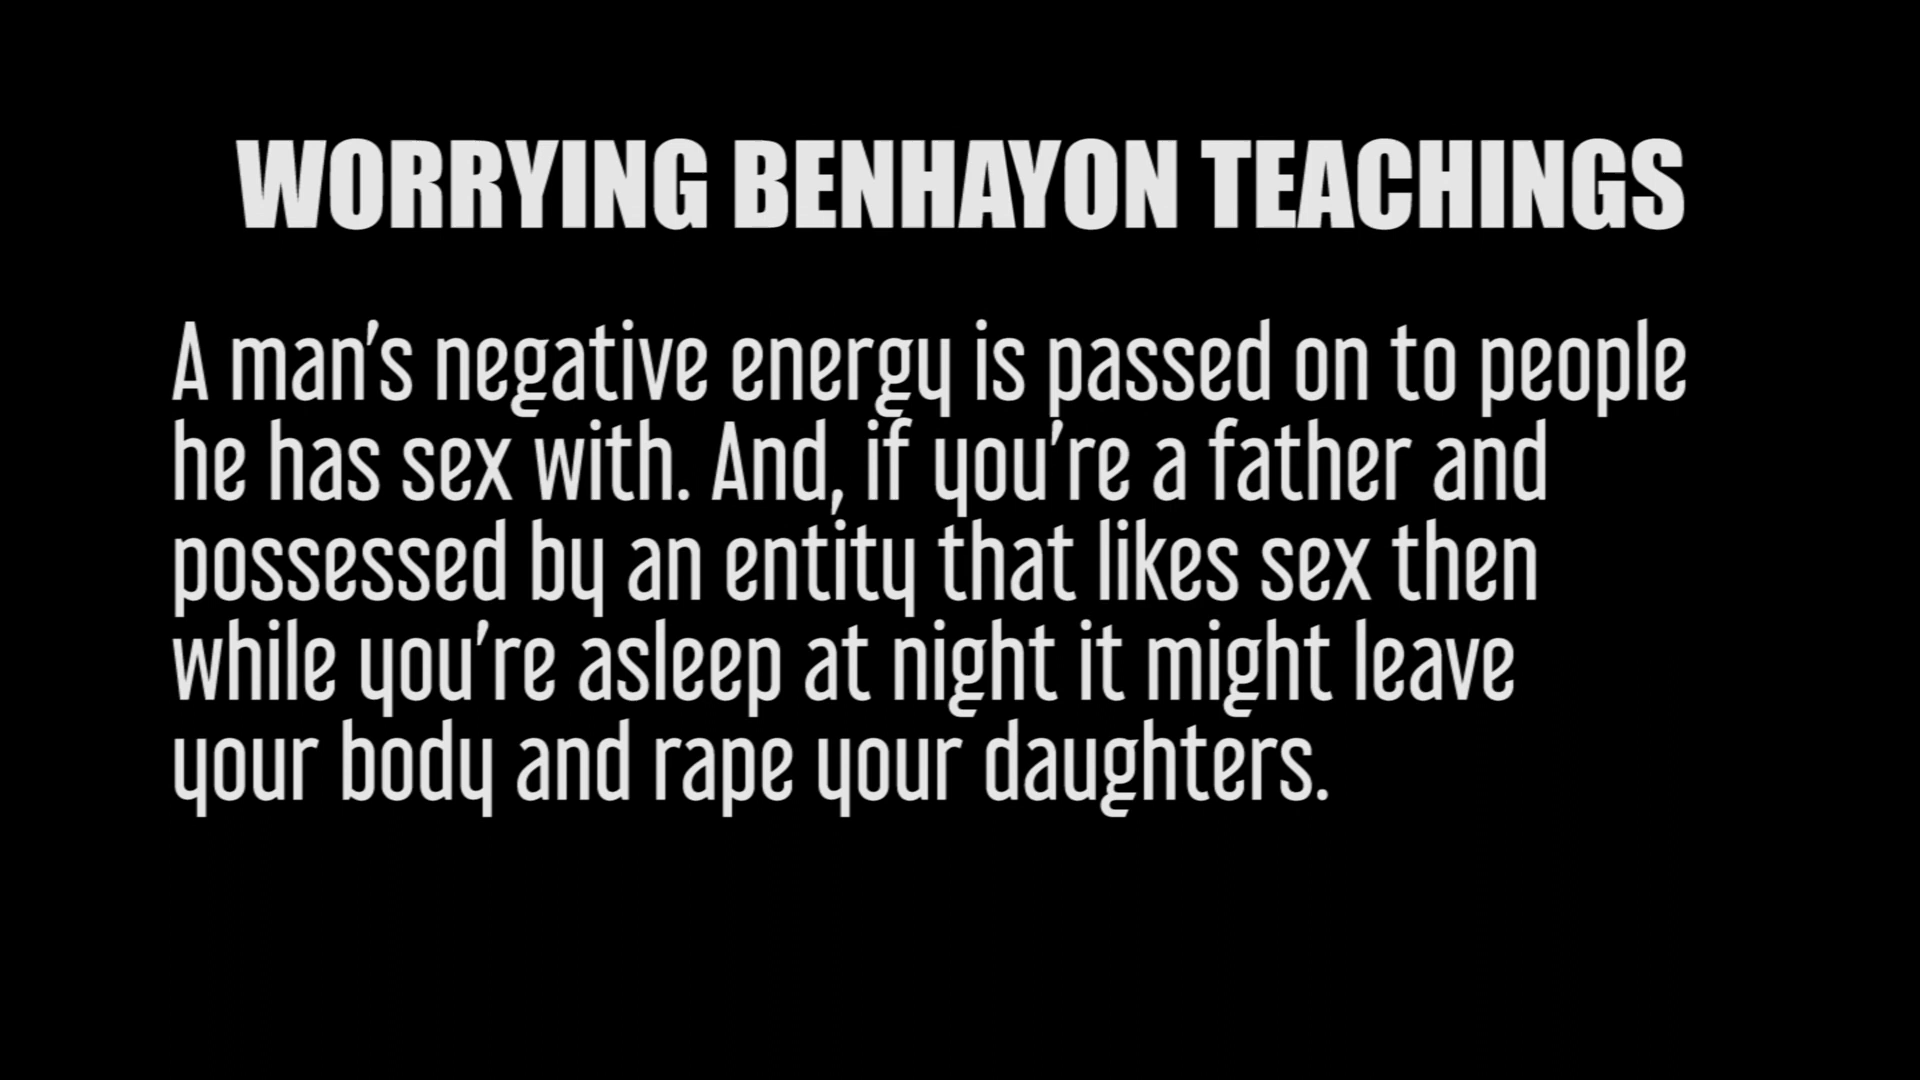 WORRYING BENHAYON TEACHINGS
A man's negative energy is passed on to people
he has sex with. And, if you're a father and
possessed by an entity that likes sex then
while you're asleep at night it might leave
your body and rape your daughters.